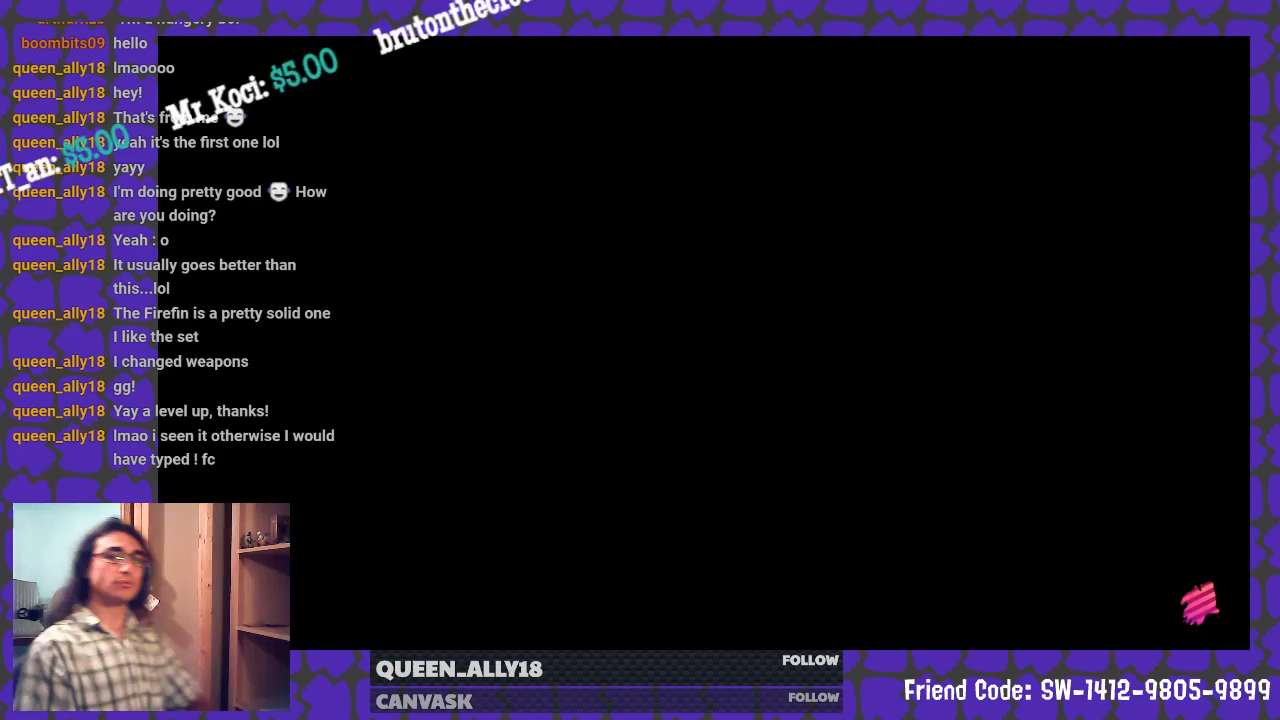 boombits09 hello
queen_ally18 lmaoooo
queen_ally18 hey!
queen_ally18 That's
queen_ally18 yeah it's the first one lol
queen_ally18 yayy
queen_ally18 I'm doing pretty good How
are you doing?
queen_ally18 Yeah : o
queen_ally18 It usually goes better than
this...lol
queen_ally18 The Firefin is a pretty solid one
I like the set
queen_ally18 I changed weapons
queen_ally18 gg!
queen_ally18 Yay a level up, thanks!
queen_ally18 lmao i seen it otherwise I would
have typed ! fc
T_an: $5.00
Mr_Koci: $5.00
QUEEN_ALLY18 FOLLOW
CANVASK FOLLOW
Friend Code: SW-1412-9805-9899